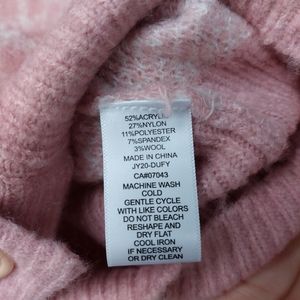 52%ACRYLIC
27%NYLON
11%POLYESTER
7%SPANDEX
3%WOOL
MADE IN CHINA
JY20-DUFY
CA#07043
MACHINE WASH
COLD
GENTLE CYCLE
WITH LIKE COLORS
DO NOT BLEACH
RESHAPE AND
DRY FLAT
COOL IRON
IF NECESSARY
OR DRY CLEAN